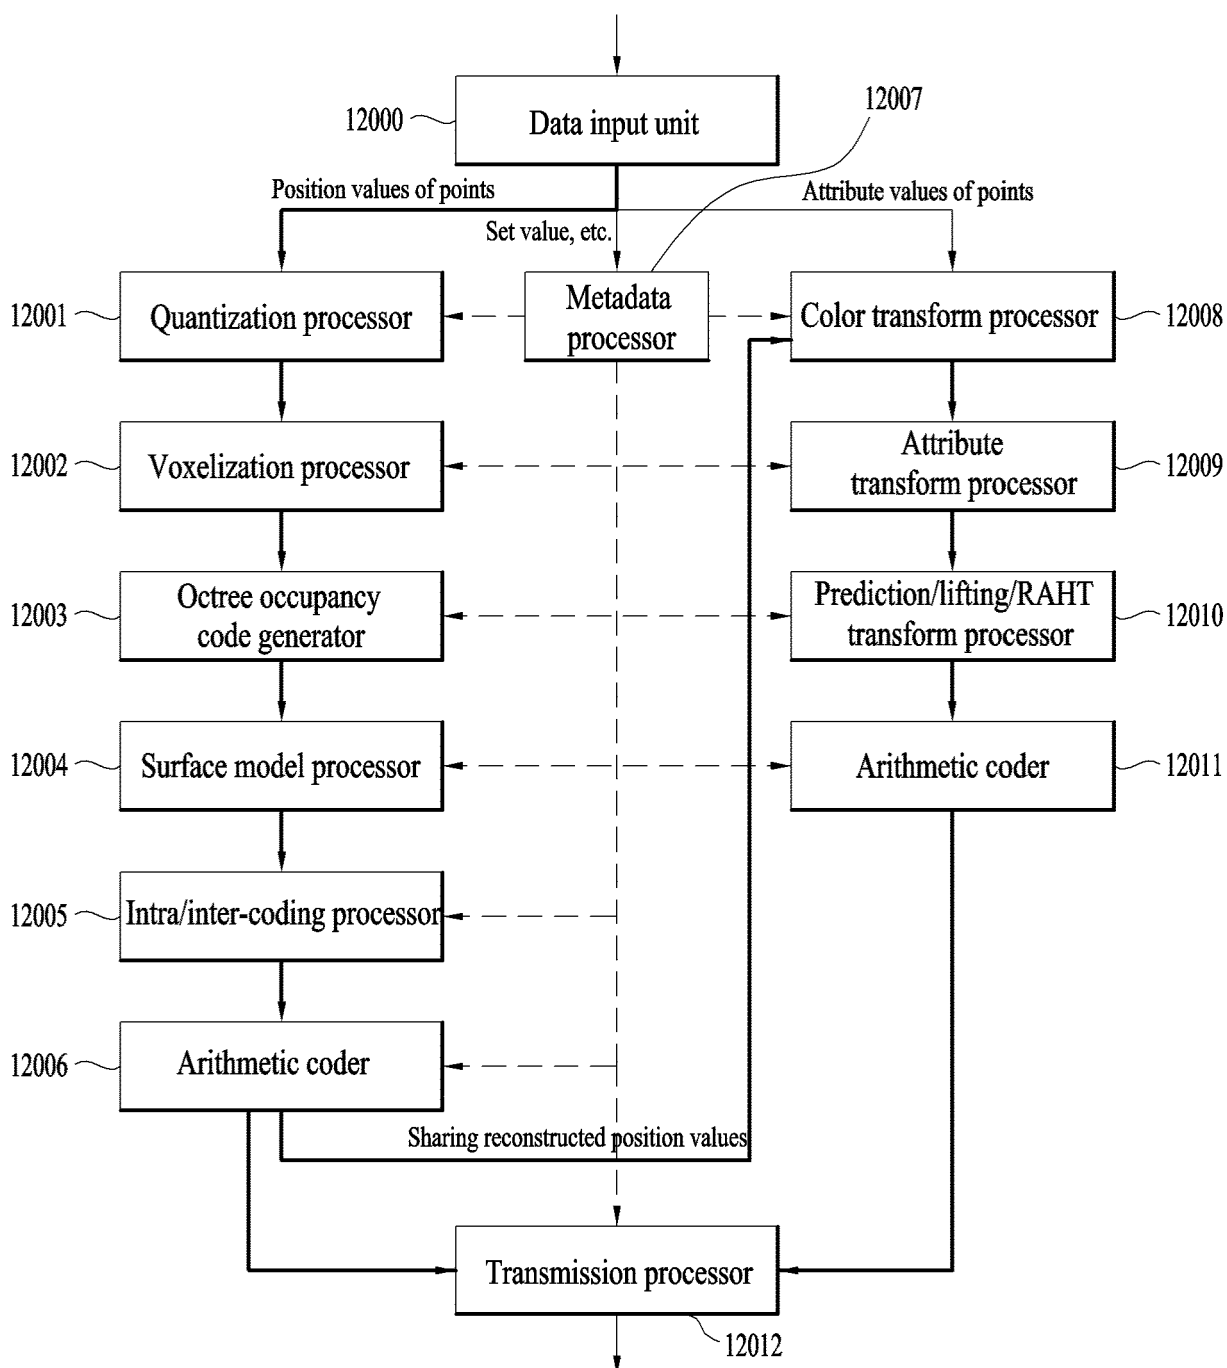 12000
Data input unit
12007
Position values of points
Set value, etc.
Attribute values of points
12001
Quantization processor
Metadata
processor
Color transform processor
12008
12002
Voxelization processor
Attribute
transform processor
12009
12003
Octree occupancy
code generator
Prediction/lifting/RAHT
transform processor
12010
12004
Surface model processor
Arithmetic coder
12011
12005
Intra/inter-coding processor
12006
Arithmetic coder
Sharing reconstructed position values
Transmission processor
12012